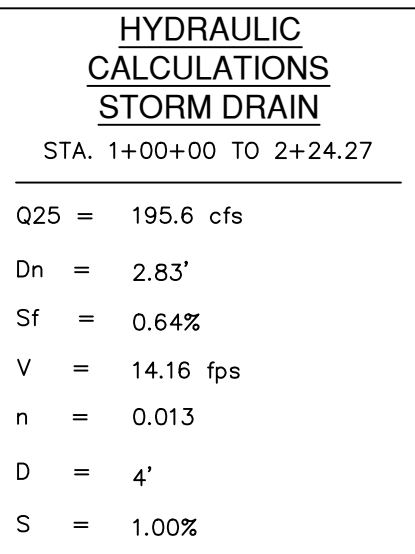 HYDRAULIC
CALCULATIONS
STORM DRAIN
STA. 1+00+00 TO 2+24.27
Q25 = 195.6 cfs
Dn = 2.83'
Sf = 0.64%
V = 14.16 fps
n = 0.013
D = 4'
S = 1.00%